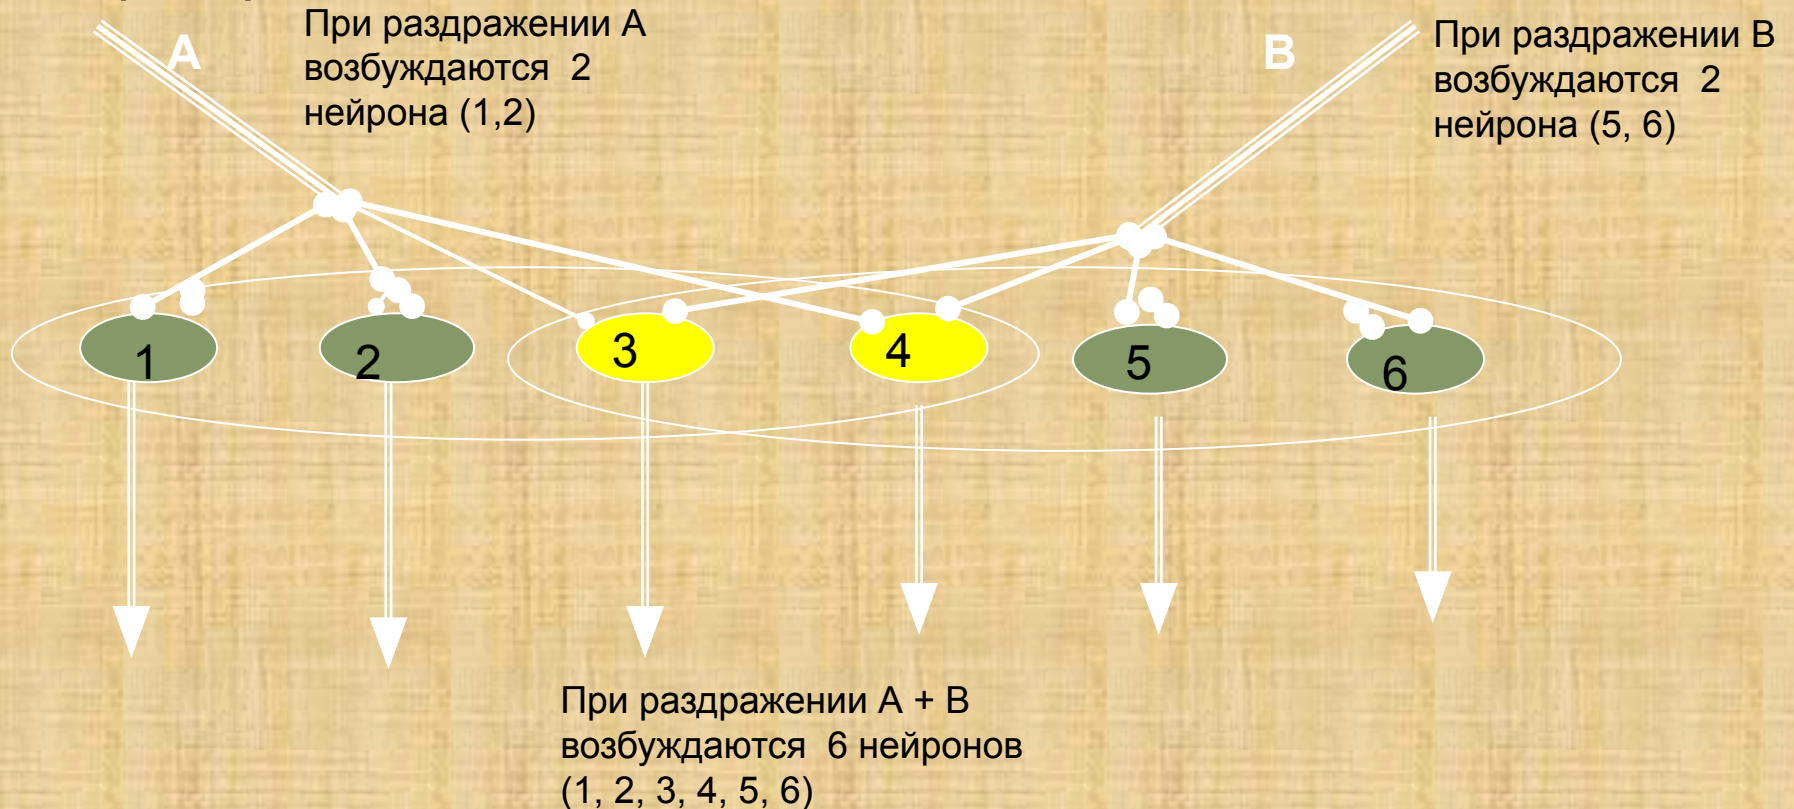 При раздражении А
возбуждаются 2
нейрона (1,2)
А
В
При раздражении В
возбуждаются 2
нейрона (5, 6)
1
2
3
4
5
6
При раздражении А + В
возбуждаются 6 нейронов
(1, 2, 3, 4, 5, 6)